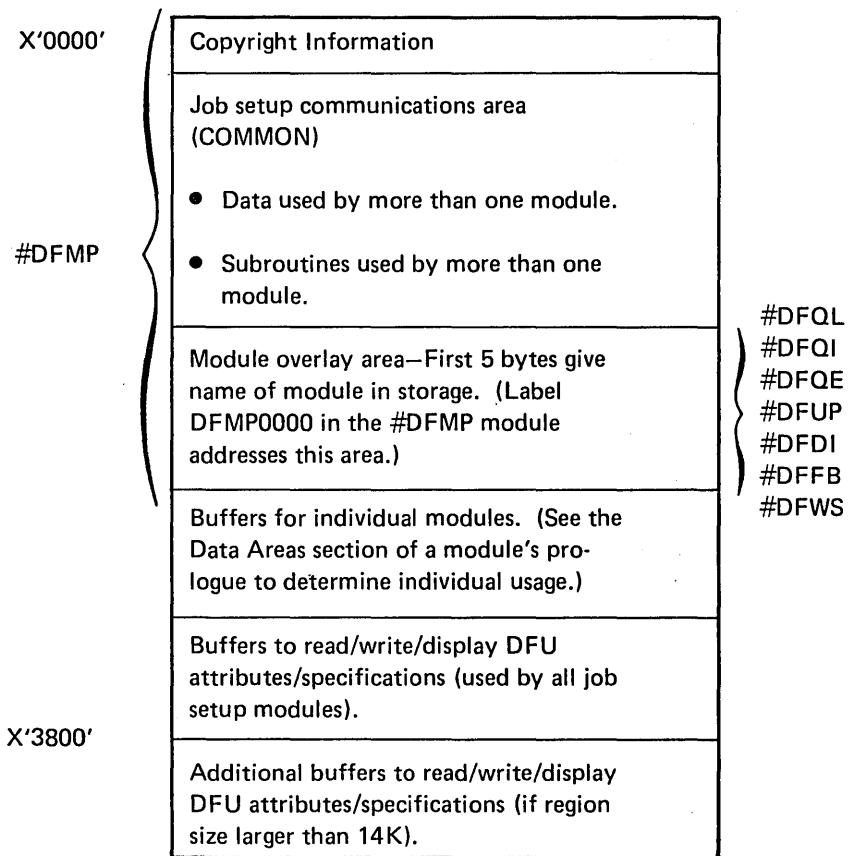 X'0000'
Copyright Information
Job setup communications area
(COMMON)
● Data used by more than one module.
#DFMP
● Subroutines used by more than one
module.
Module overlay area—First 5 bytes give
name of module in storage. (Label
DFMP0000 in the #DFMP module
addresses this area.)
#DFQL
#DFQI
#DFQE
#DFUP
#DFDI
#DFFB
#DFWS
Buffers for individual modules. (See the
Data Areas section of a module's pro-
logue to determine individual usage.)
Buffers to read/write/display DFU
attributes/specifications (used by all job
setup modules).
X'3800'
Additional buffers to read/write/display
DFU attributes/specifications (if region
size larger than 14K).